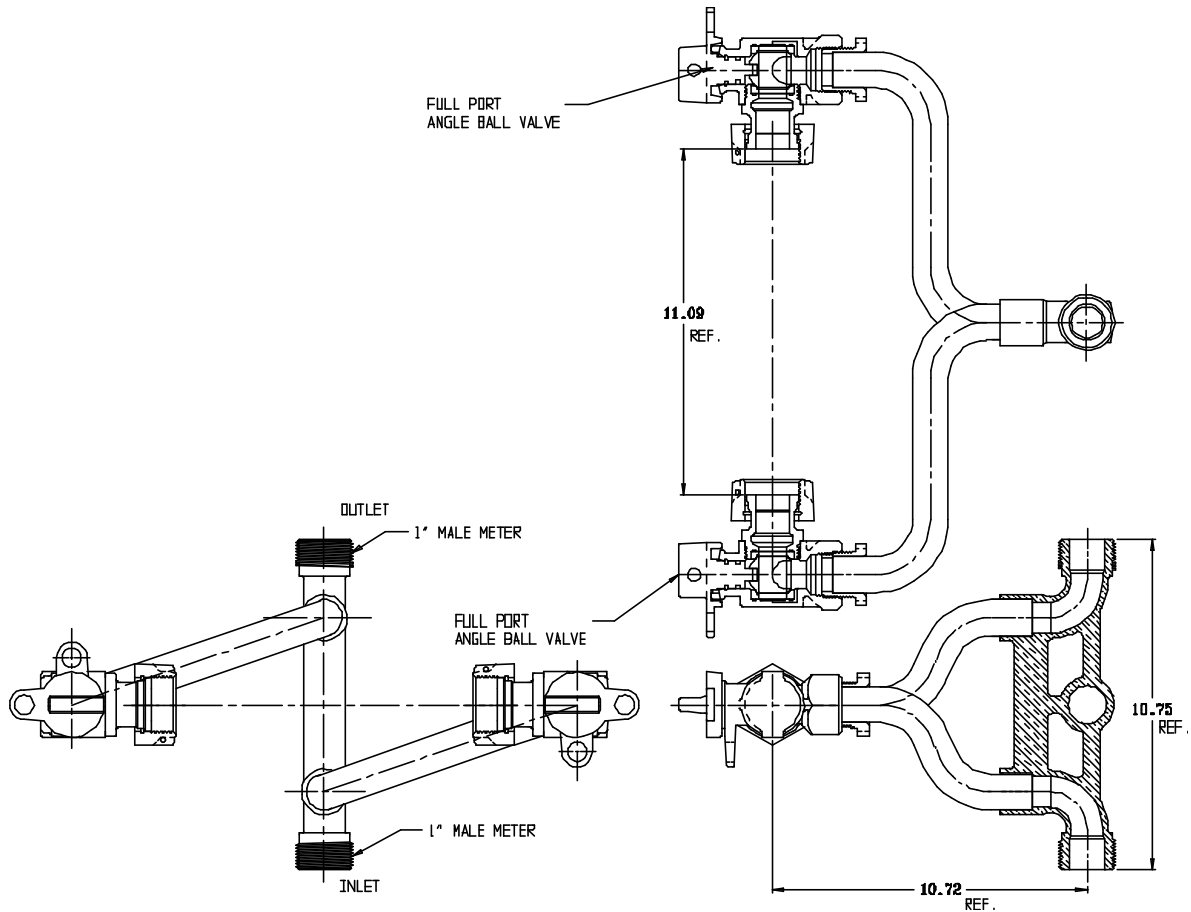 FULL PORT
ANGLE BALL VALVE
11.09
REF.
OUTLET
1" MALE METER
FULL PORT
ANGLE BALL VALVE
10.75
REF.
1" MALE METER
INLET
10.72
REF.